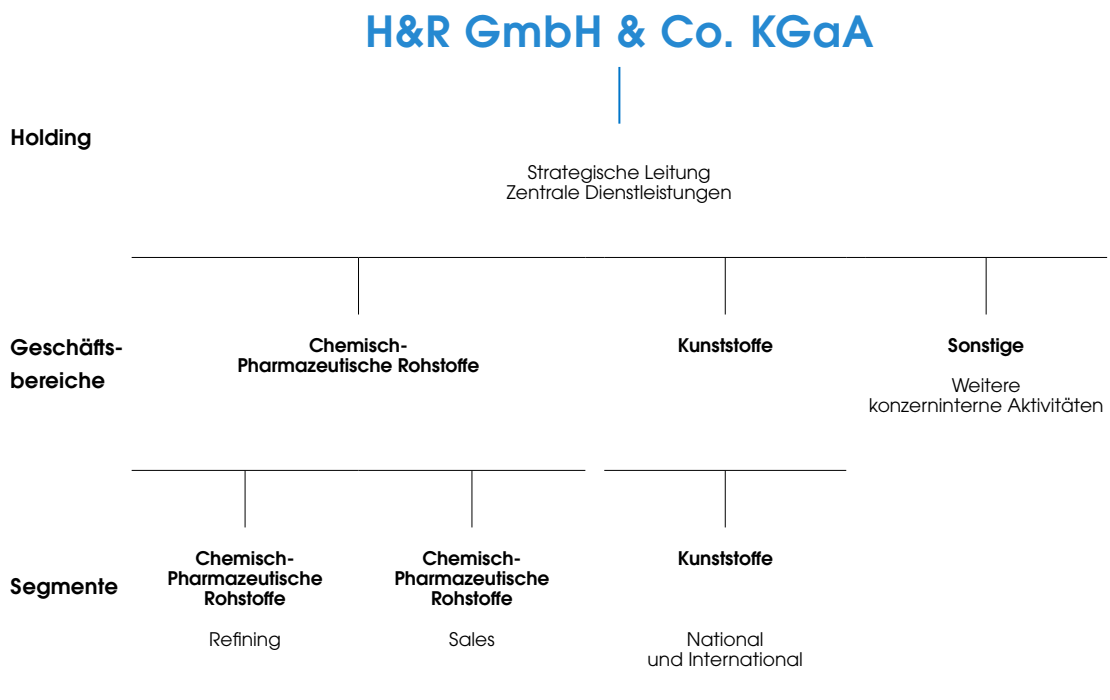 H&R GmbH & Co. KGaA
Holding
Strategische Leitung
Zentrale Dienstleistungen
Geschäfts-
bereiche
Chemisch-
Pharmazeutische Rohstoffe
Kunststoffe
Sonstige
Weitere
konzerninterne Aktivitäten
Segmente
Chemisch-
Pharmazeutische
Rohstoffe
Refining
Chemisch-
Pharmazeutische
Rohstoffe
Sales
Kunststoffe
National
und International